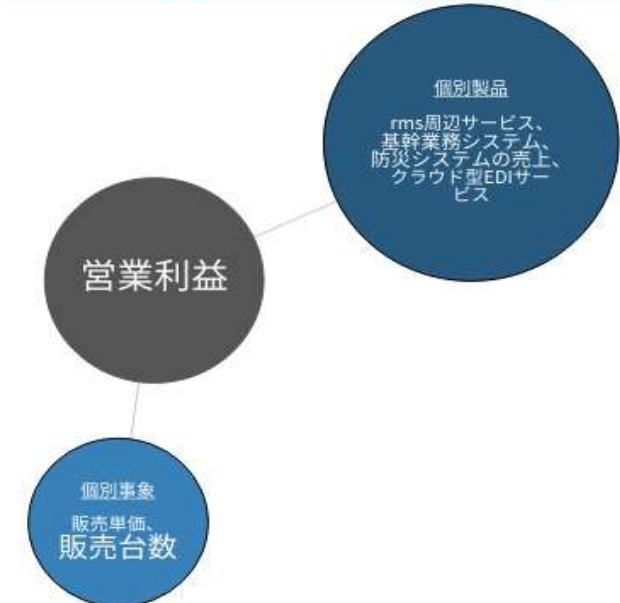 個別製品
rms周辺サービス、
基幹業務システム、
防災システムの売上、
クラウド型EDIサー
ビス
営業利益
個別事象
販売単価、
販売台数